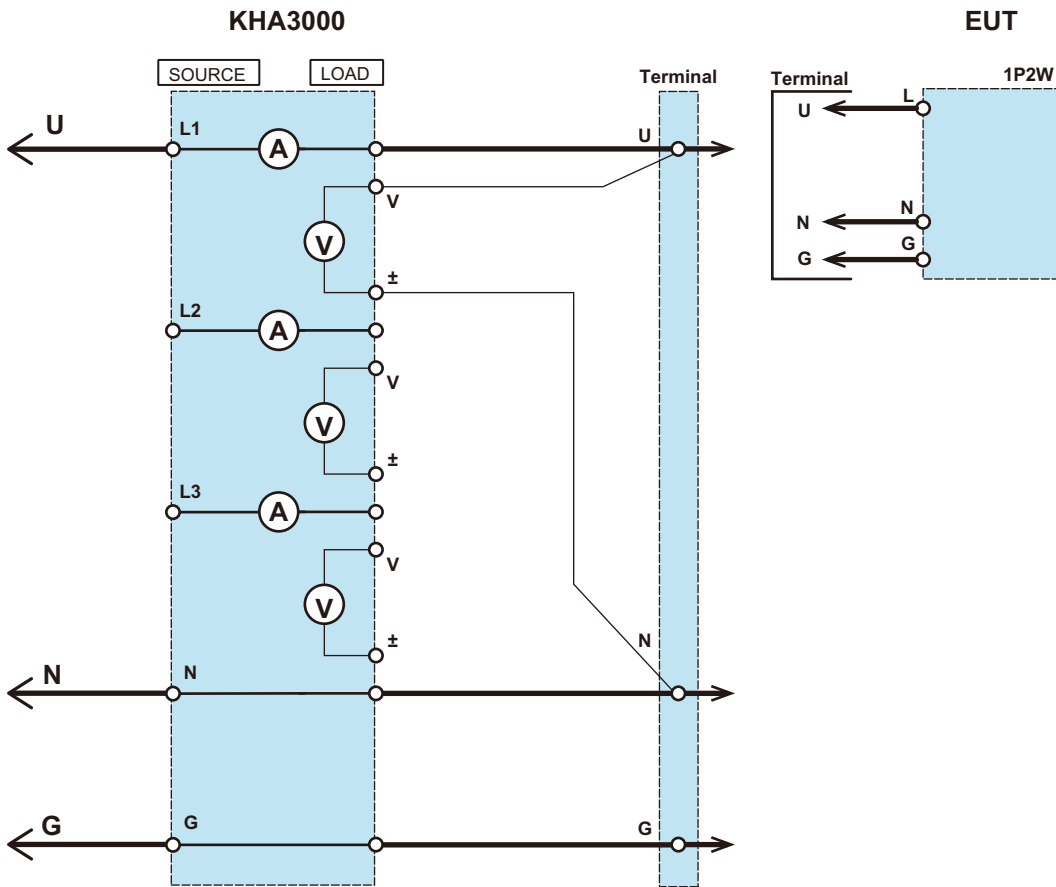 KHA3000
EUT
SOURCE
LOAD
Terminal
Terminal
1P2W
U
L1
A
U
V
V
±
L2
A
V
V
±
L3
A
V
V
±
N
N
N
G
G
G
U
L
N
N
G
G